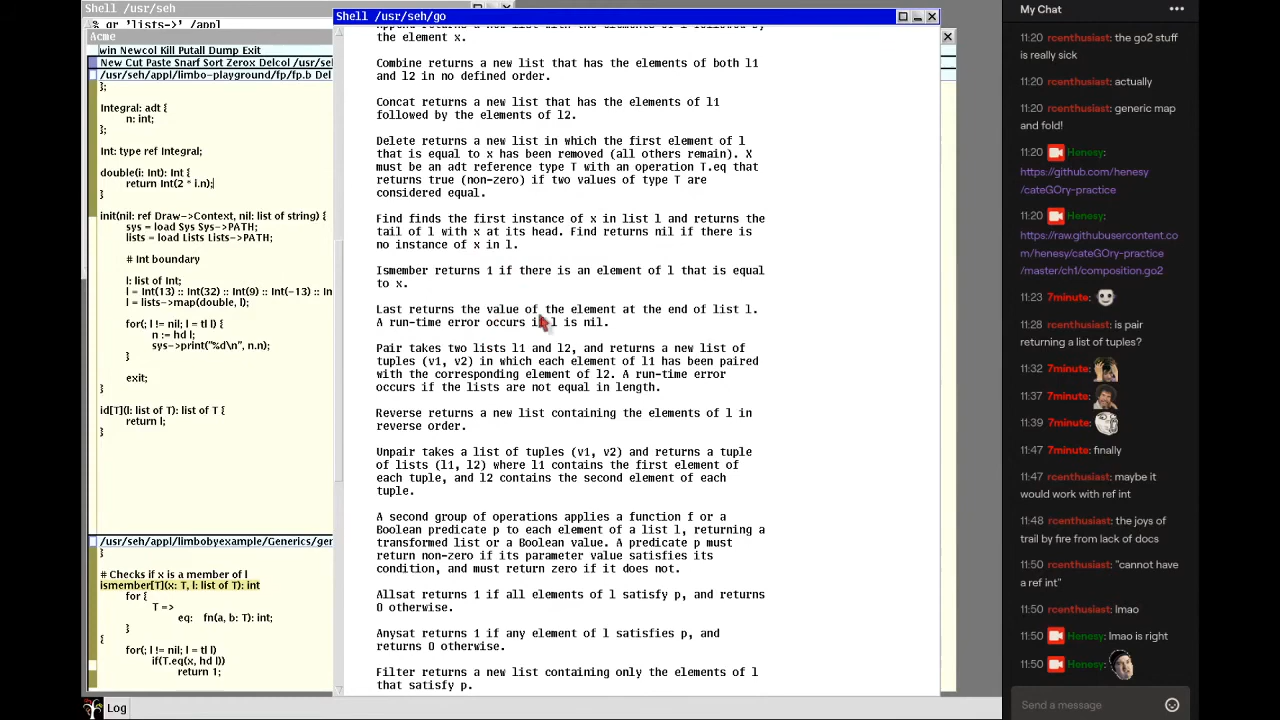 Shell /usr/seh
% gr 'lists->' /appl
Acme
win Newcol Kill Putall Dump Exit
New Cut Paste Snarf Sort Zerox Delcol /usr/se
/usr/seh/appl/limbo-playground/fp/fp.b Del
};
Integral: adt {
n: int;
};
Int: type ref Integral;
double(i: Int): Int {
return Int(2 * i.n);
}
init(nil: ref Draw->Context, nil: list of string) {
sys = load Sys Sys->PATH;
lists = load Lists Lists->PATH;
# Int boundary
l: list of Int;
l = Int(13) :: Int(32) :: Int(9) :: Int(-13) :: Int
l = lists->map(double, l);
for(; l != nil; l = tl l) {
n := hd l;
sys->print("%d\n", n.n);
}
exit;
}
id[T](l: list of T): list of T {
return l;
}
/usr/seh/appl/limbobyexample/Generics/ger
}
# Checks if x is a member of l
ismember[T](x: T, l: list of T): int
for {
T =>
eq: fn(a, b: T): int;
}
{
for(; l != nil; l = tl l)
if(T.eq(x, hd l))
return 1;
Log
Shell /usr/seh/go
Append returns a new list with the elements of l followed by
the element x.
Combine returns a new list that has the elements of both l1
and l2 in no defined order.
Concat returns a new list that has the elements of l1
followed by the elements of l2.
Delete returns a new list in which the first element of l
that is equal to x has been removed (all others remain). X
must be an adt reference type T with an operation T.eq that
returns true (non-zero) if two values of type T are
considered equal.
Find finds the first instance of x in list l and returns the
tail of l with x at its head. Find returns nil if there is
no instance of x in l.
Ismember returns 1 if there is an element of l that is equal
to x.
Last returns the value of the element at the end of list l.
A run-time error occurs if l is nil.
Pair takes two lists l1 and l2, and returns a new list of
tuples (v1, v2) in which each element of l1 has been paired
with the corresponding element of l2. A run-time error
occurs if the lists are not equal in length.
Reverse returns a new list containing the elements of l in
reverse order.
Unpair takes a list of tuples (v1, v2) and returns a tuple
of lists (l1, l2) where l1 contains the first element of
each tuple, and l2 contains the second element of each
tuple.
A second group of operations applies a function f or a
Boolean predicate p to each element of a list l, returning a
transformed list or a Boolean value. A predicate p must
return non-zero if its parameter value satisfies its
condition, and must return zero if it does not.
Allsat returns 1 if all elements of l satisfy p, and returns
0 otherwise.
Anysat returns 1 if any element of l satisfies p, and
returns 0 otherwise.
Filter returns a new list containing only the elements of l
that satisfy p.
My Chat
11:20 rcenthusiast: the go2 stuff
is really sick
11:20 rcenthusiast: actually
11:20 rcenthusiast: generic map
and fold!
11:20 Henesy:
https://github.com/henesy
/cateGOry-practice
11:20 Henesy:
https://raw.githubusercontent.co
m/henesy/cateGOry-practice
/master/ch1/composition.go2
11:23 7minute:
11:28 rcenthusiast: is pair
returning a list of tuples?
11:32 7minute:
11:37 7minute:
11:39 7minute:
11:47 7minute: finally
11:47 rcenthusiast: maybe it
would work with ref int
11:48 rcenthusiast: the joys of
trail by fire from lack of docs
11:50 rcenthusiast: "cannot have
a ref int"
11:50 rcenthusiast: lmao
11:50 Henesy: lmao is right
11:50 Henesy:
Send a message